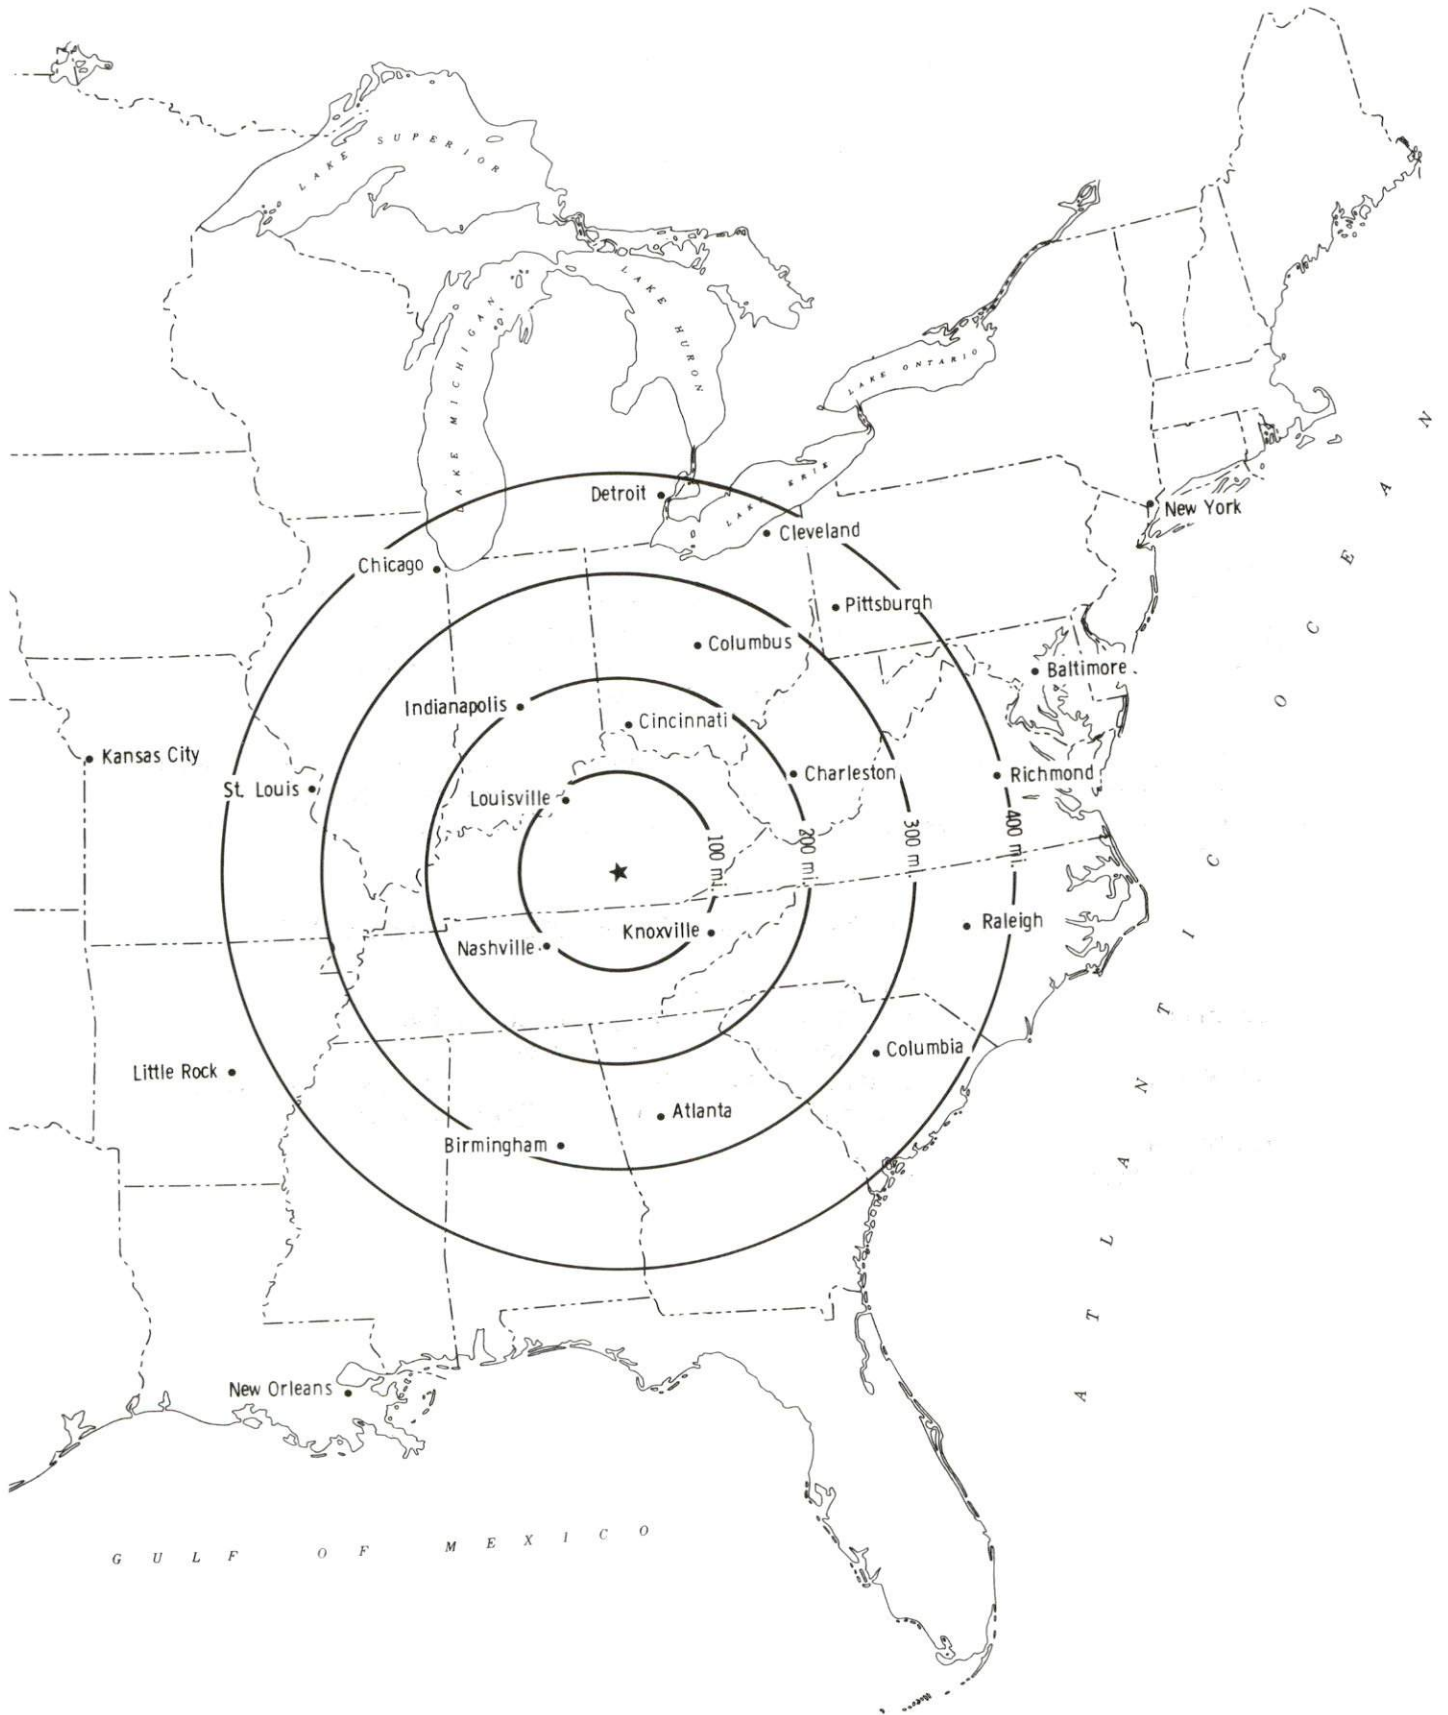 LAKE SUPERIOR
LAKE MICHIGAN
LAKE HURON
LAKE ONTARIO
LAKE ERIE
Detroit
Cleveland
New York
Chicago
Pittsburgh
Columbus
Baltimore
Indianapolis
Cincinnati
Kansas City
St. Louis
Louisville
Charleston
Richmond
100 mi.
200 mi.
300 mi.
400 mi.
Knoxville
Nashville
Raleigh
Columbia
Little Rock
Atlanta
Birmingham
New Orleans
ATLANTIC OCEAN
GULF OF MEXICO